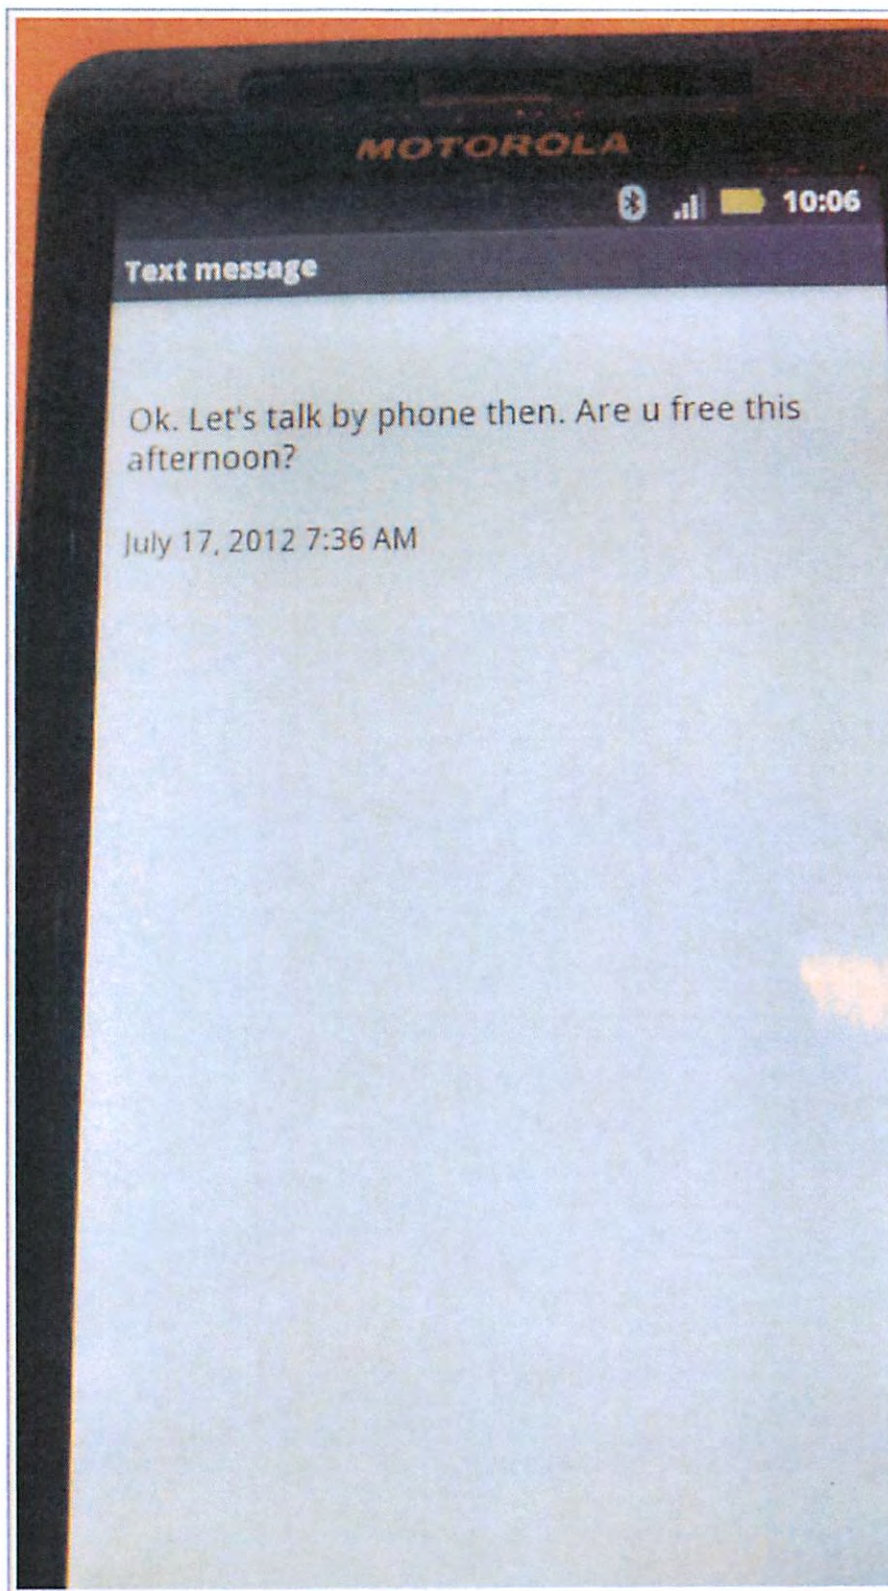 MOTOROLA
10:06
Text message
Ok. Let's talk by phone then. Are u free this
afternoon?
July 17, 2012 7:36 AM